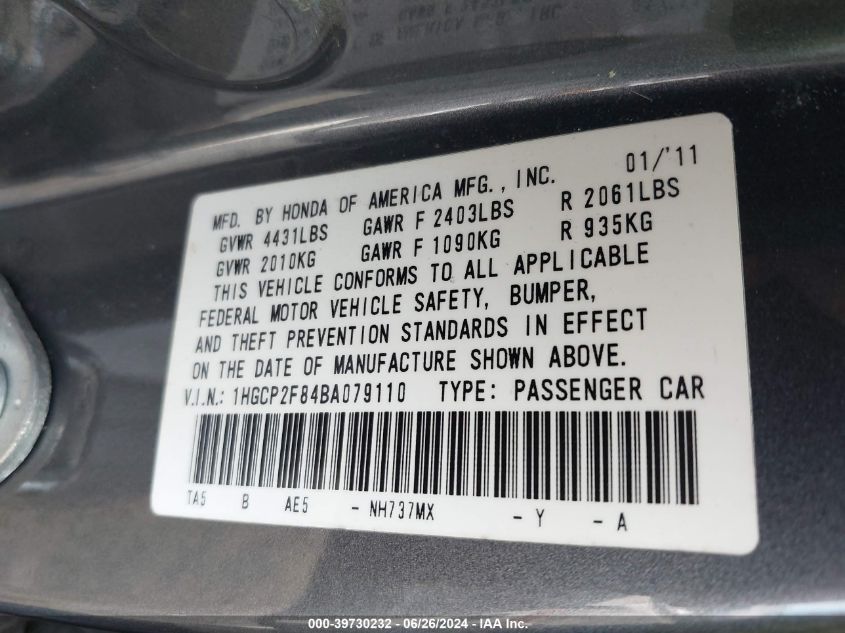 MFD. BY HONDA OF AMERICA MFG., INC. 01/'11
GVWR 4431LBS GAWR F 2403LBS R 2061LBS
GVWR 2010KG GAWR F 1090KG R 935KG
THIS VEHICLE CONFORMS TO ALL APPLICABLE
FEDERAL MOTOR VEHICLE SAFETY, BUMPER,
AND THEFT PREVENTION STANDARDS IN EFFECT
ON THE DATE OF MANUFACTURE SHOWN ABOVE.
V.I.N.: 1HGCP2F84BA079110 TYPE: PASSENGER CAR
TA5 B AE5 - NH737MX - Y - A
000-39730232 - 06/26/2024 - IAA Inc.